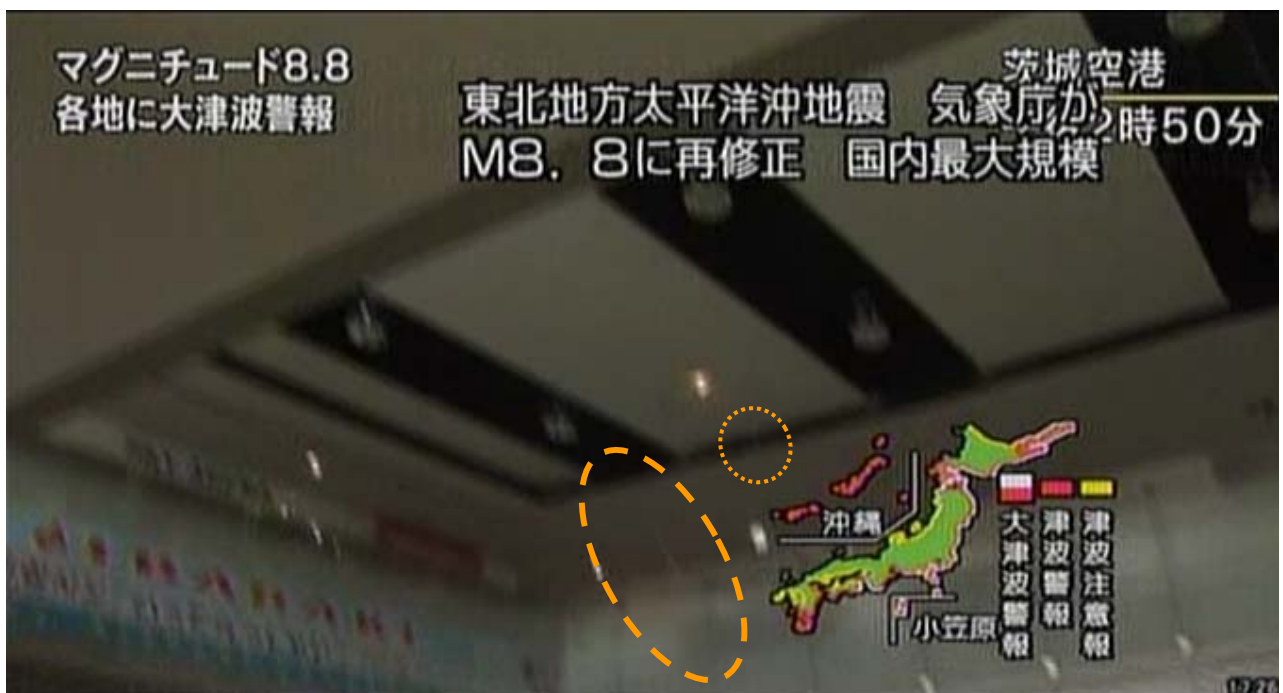 マグニチュード8.8
各地に大津波警報
茨城空港
2時50分
東北地方太平洋沖地震 気象庁が
M8.8に再修正 国内最大規模
沖縄
小笠原
大津波警報
津波警報
津波注意報